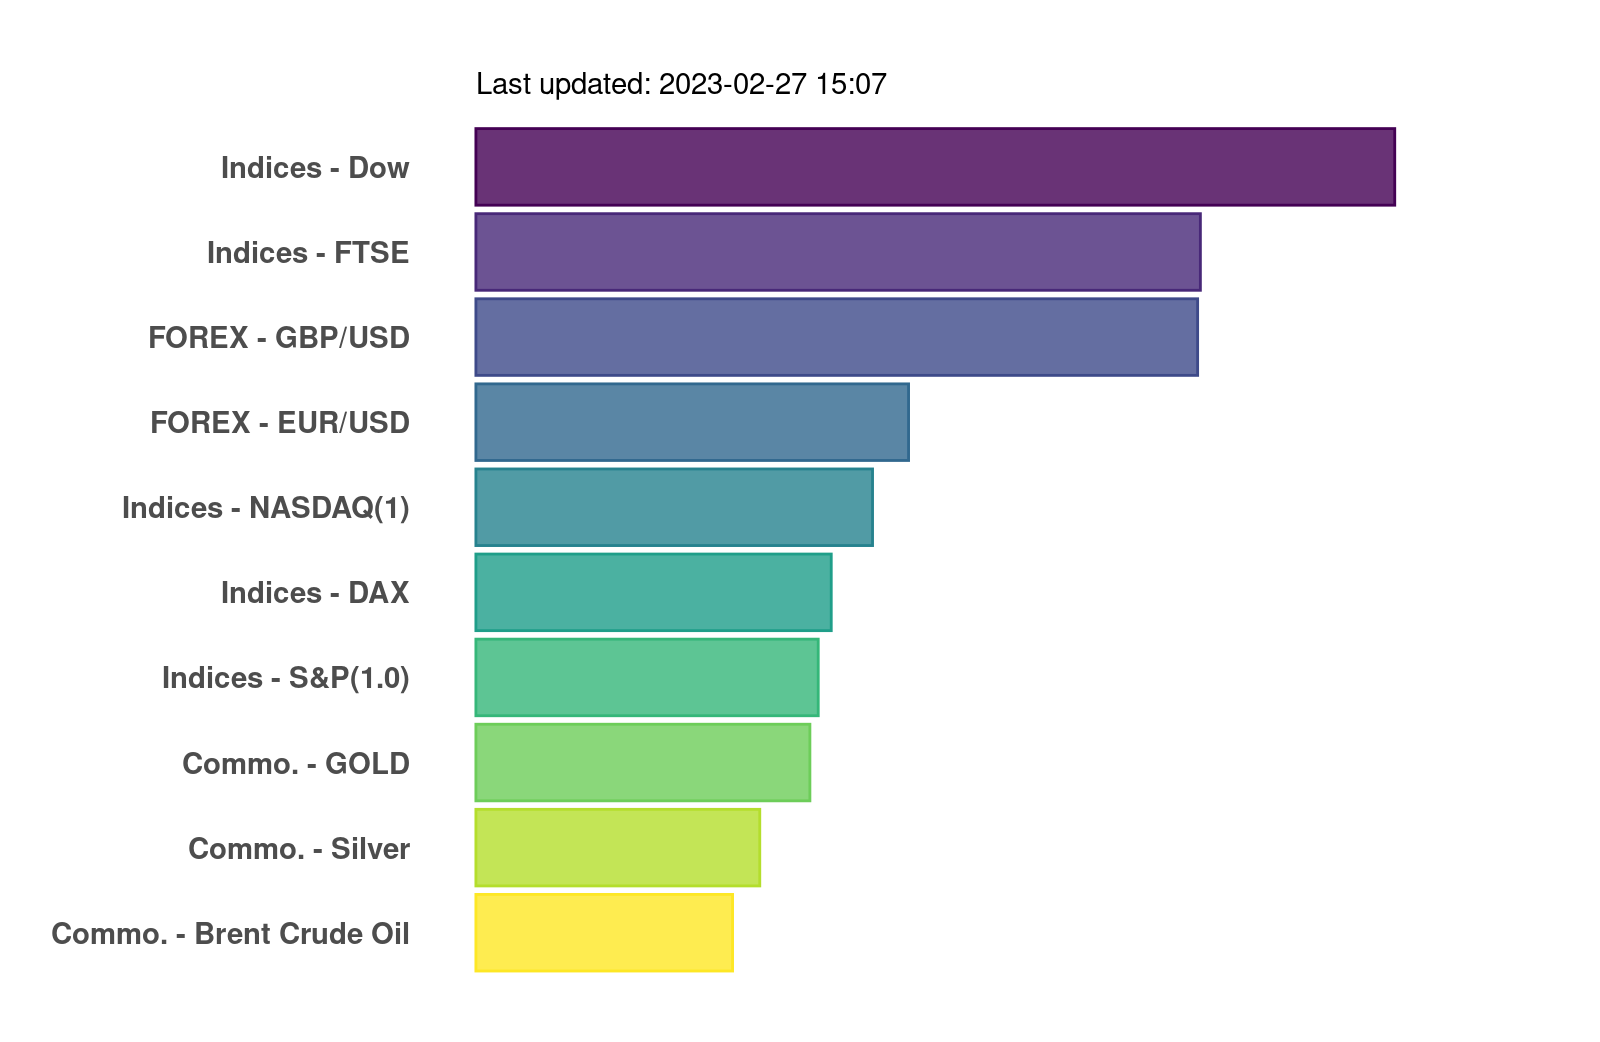 Last updated: 2023-02-27 15:07
Indices - Dow
Indices - FTSE
FOREX - GBP/USD
FOREX - EUR/USD
Indices - NASDAQ(1)
Indices - DAX
Indices - S&P(1.0)
Commo. - GOLD
Commo. - Silver
Commo. - Brent Crude Oil